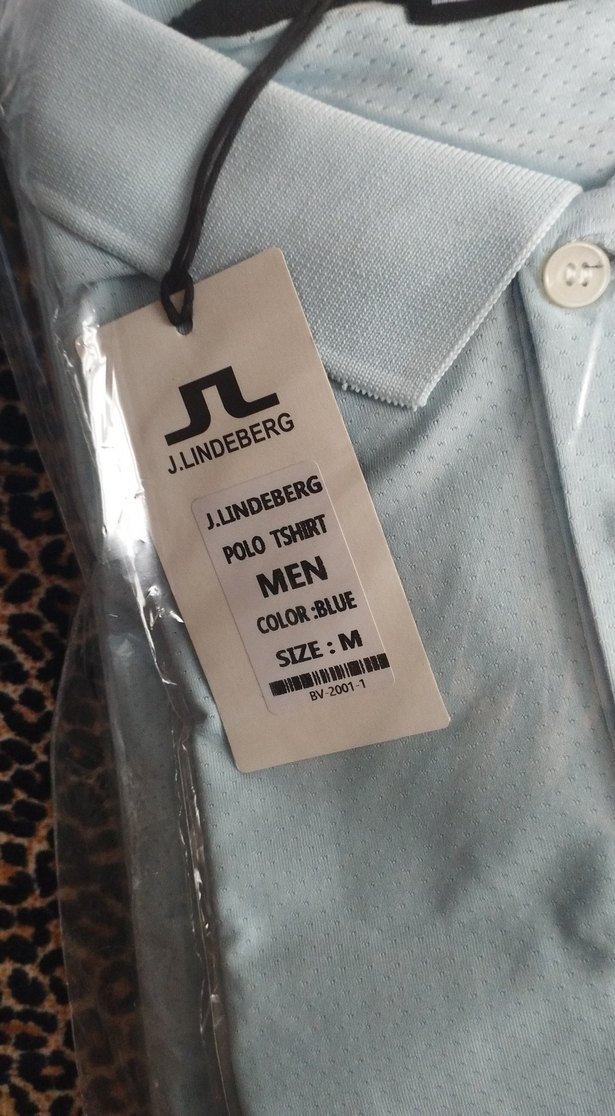 J.LINDEBERG
J.LINDEBERG
POLO TSHIRT
MEN
COLOR :BLUE
SIZE : M
BV-2001-1